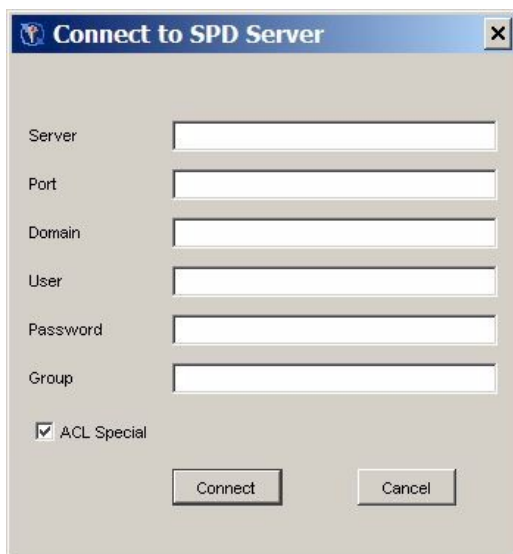 Connect to SPD Server
Server
Port
Domain
User
Password
Group
ACL Special
Connect Cancel